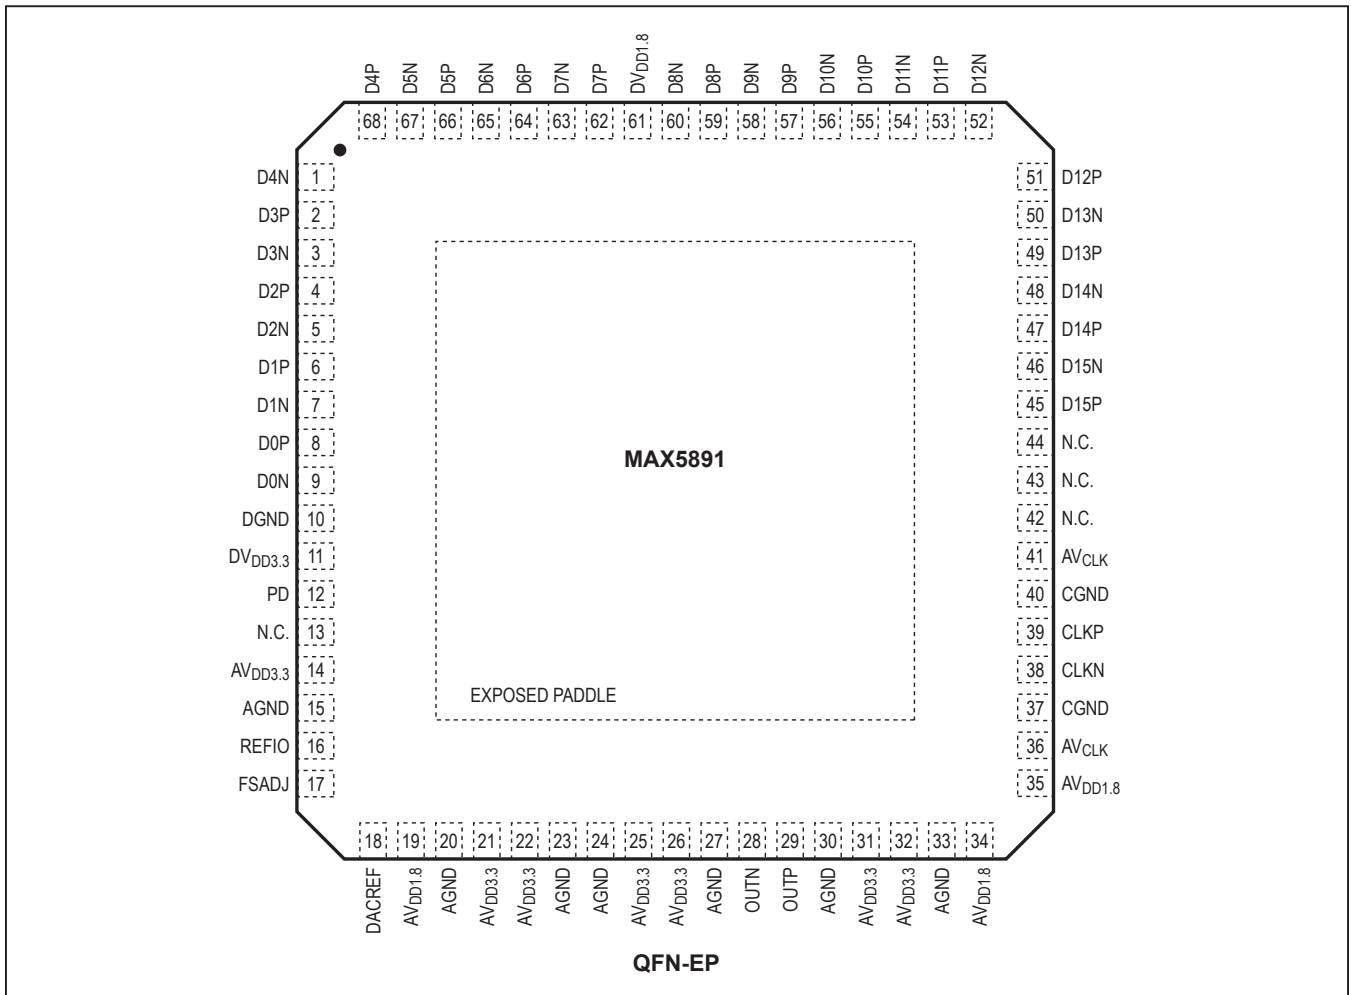 D4P
D5N
D5P
D6N
D6P
D7N
D7P
DVDD1.8
D8N
D8P
D9N
D9P
D10N
D10P
D11N
D11P
D12N
68 67 66 65 64 63 62 61 60 59 58 57 56 55 54 53 52
D4N 1
D3P 2
D3N 3
D2P 4
D2N 5
D1P 6
D1N 7
D0P 8
D0N 9
DGND 10
DVDD3.3 11
PD 12
N.C. 13
AVDD3.3 14
AGND 15
REFIO 16
FSADJ 17
MAX5891
EXPOSED PADDLE
51 D12P
50 D13N
49 D13P
48 D14N
47 D14P
46 D15N
45 D15P
44 N.C.
43 N.C.
42 N.C.
41 AVCLK
40 CGND
39 CLKP
38 CLKN
37 CGND
36 AVCLK
35 AVDD1.8
18 19 20 21 22 23 24 25 26 27 28 29 30 31 32 33 34
DACREF
AVDD1.8
AGND
AVDD3.3
AVDD3.3
AGND
AGND
AVDD3.3
AVDD3.3
AGND
OUTN
OUTP
AGND
AVDD3.3
AVDD3.3
AGND
AVDD1.8
QFN-EP